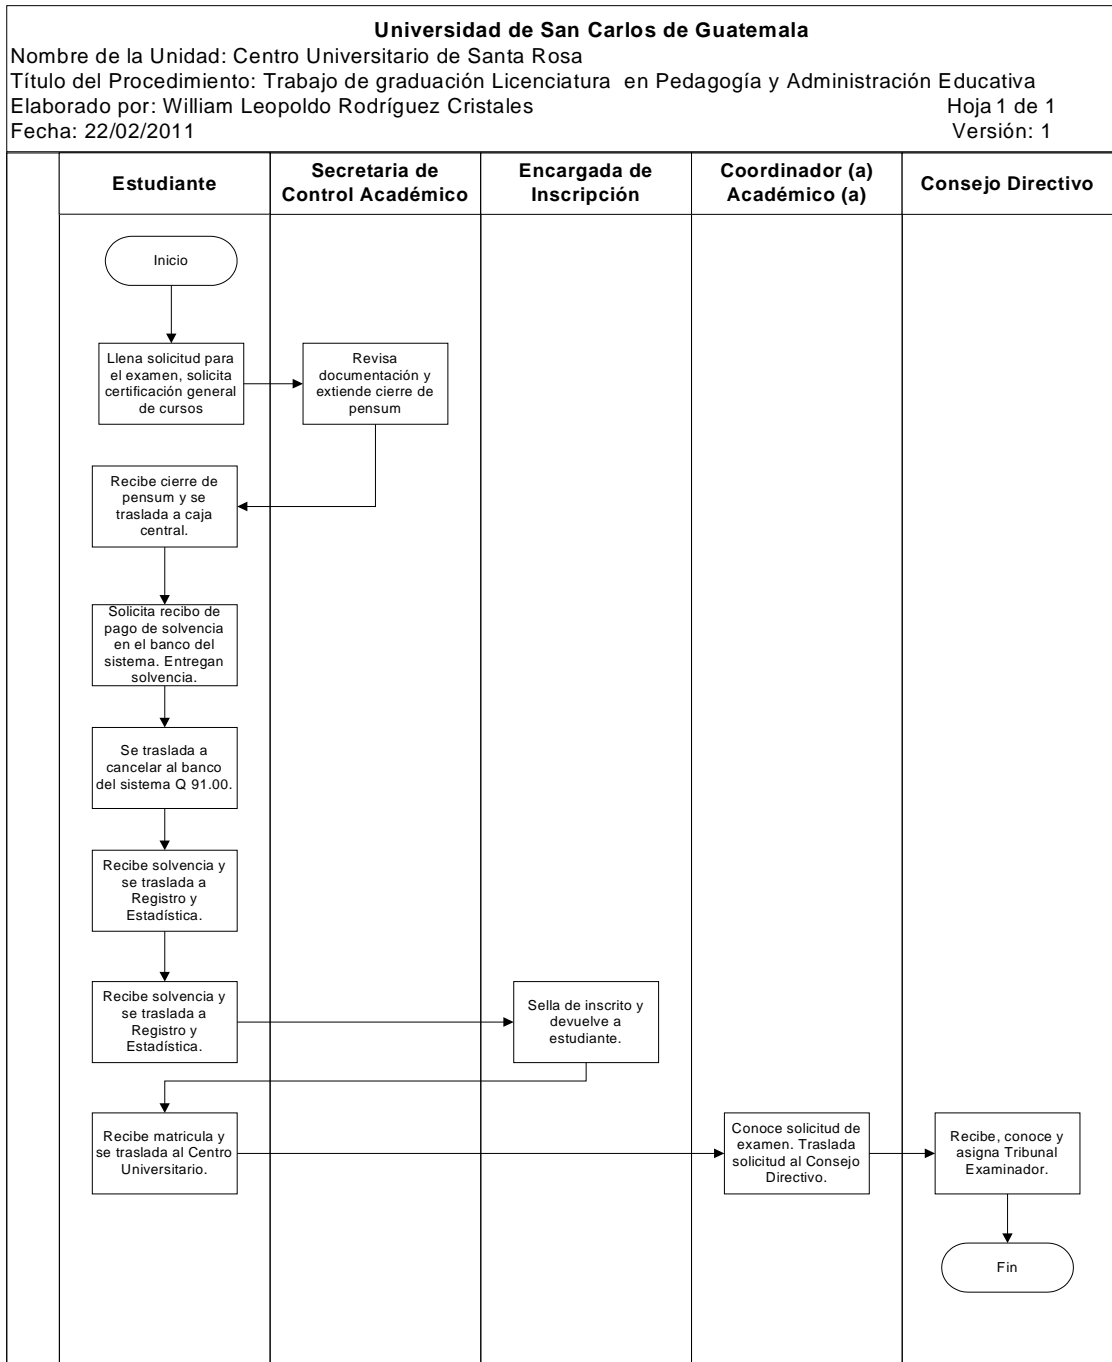 Universidad de San Carlos de Guatemala
Nombre de la Unidad: Centro Universitario de Santa Rosa
Título del Procedimiento: Trabajo de graduación Licenciatura en Pedagogía y Administración Educativa
Elaborado por: William Leopoldo Rodríguez Cristales
Hoja 1 de 1
Fecha: 22/02/2011
Versión: 1
Estudiante
Secretaria de
Control Académico
Encargada de
Inscripción
Coordinador (a)
Académico (a)
Consejo Directivo
Inicio
Llena solicitud para
el examen, solicita
certificación general
de cursos
Revisa
documentación y
extiende cierre de
pensum
Recibe cierre de
pensum y se
traslada a caja
central.
Solicita recibo de
pago de solvencia
en el banco del
sistema. Entregan
solvencia.
Se traslada a
cancelar al banco
del sistema Q 91.00.
Recibe solvencia y
se traslada a
Registro y
Estadística.
Recibe solvencia y
se traslada a
Registro y
Estadística.
Sella de inscrito y
devuelve a
estudiante.
Recibe matricula y
se traslada al Centro
Universitario.
Conoce solicitud de
examen. Traslada
solicitud al Consejo
Directivo.
Recibe, conoce y
asigna Tribunal
Examinador.
Fin